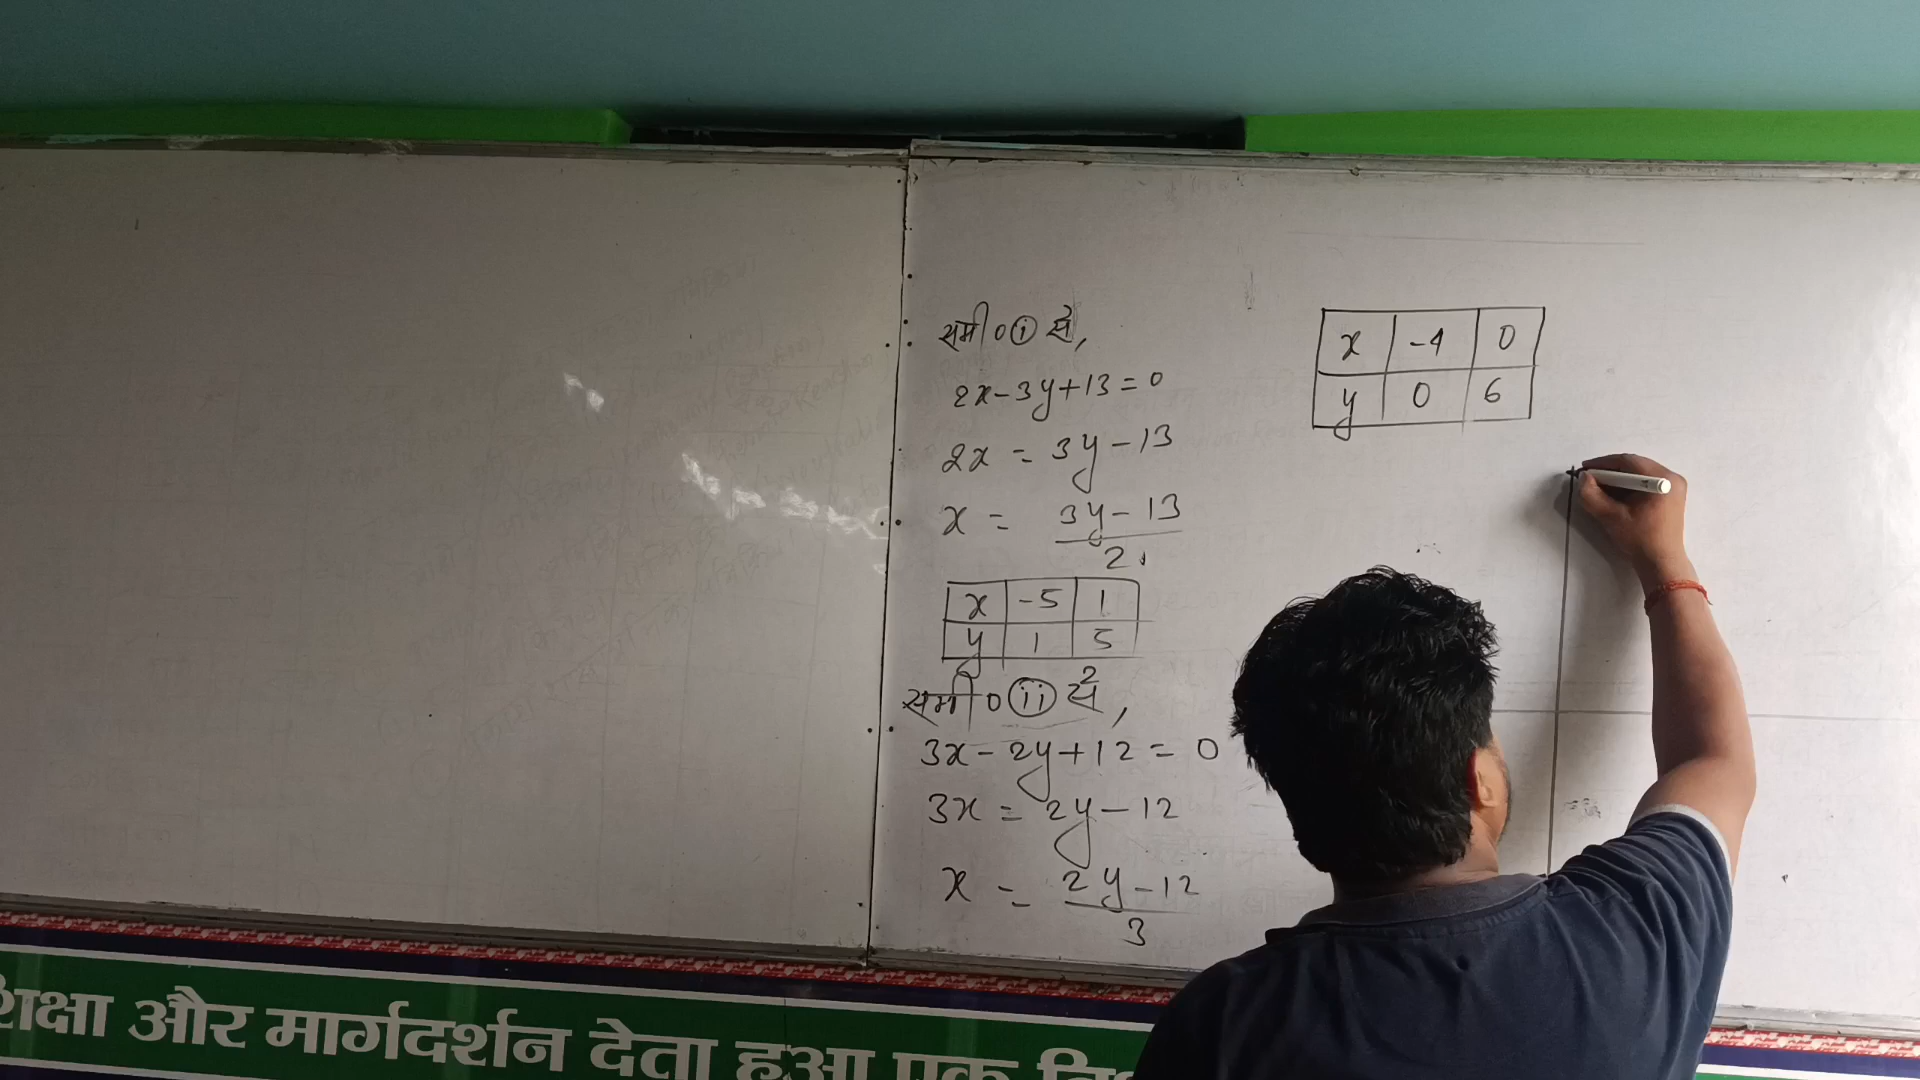 समी० (i) से,
2x-3y+13=0
2x = 3y-13
x = 3y-13/2
x | -5 | 1
y | 1 | 5
समी० (ii) से,
3x-2y+12=0
3x = 2y-12
x = 2y-12/3
x | -4 | 0
y | 0 | 6
शिक्षा और मार्गदर्शन देता हुआ एक